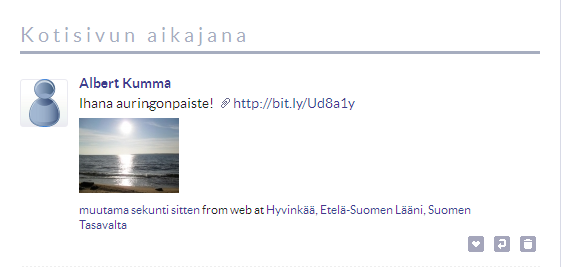 Kotisivun aikajana
Albert Kumma
Ihana auringonpaiste! http://bit.ly/Ud8a1y
muutama sekunti sitten from web at Hyvinkää, Etelä-Suomen Lääni, Suomen
Tasavalta